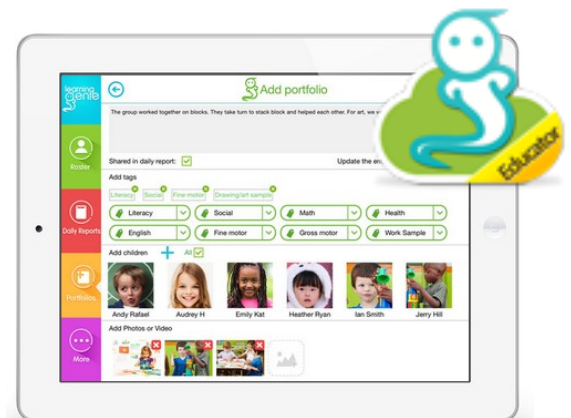 learning
Genie
Add portfolio
The group worked together on blocks. They take turn to stack block and helped each other. For art, we
Shared in daily report:
Update the
Add tags
Literacy Social Fine motor Drawing/art sample
Literacy Social Math Health
English Fine motor Gross motor Work Sample
Add children All
Andy Rafael Audrey H Emily Kat Heather Ryan Ian Smith Jerry Hill
Add Photos or Video
Roster
Daily Reports
Portfolios
More
Educator